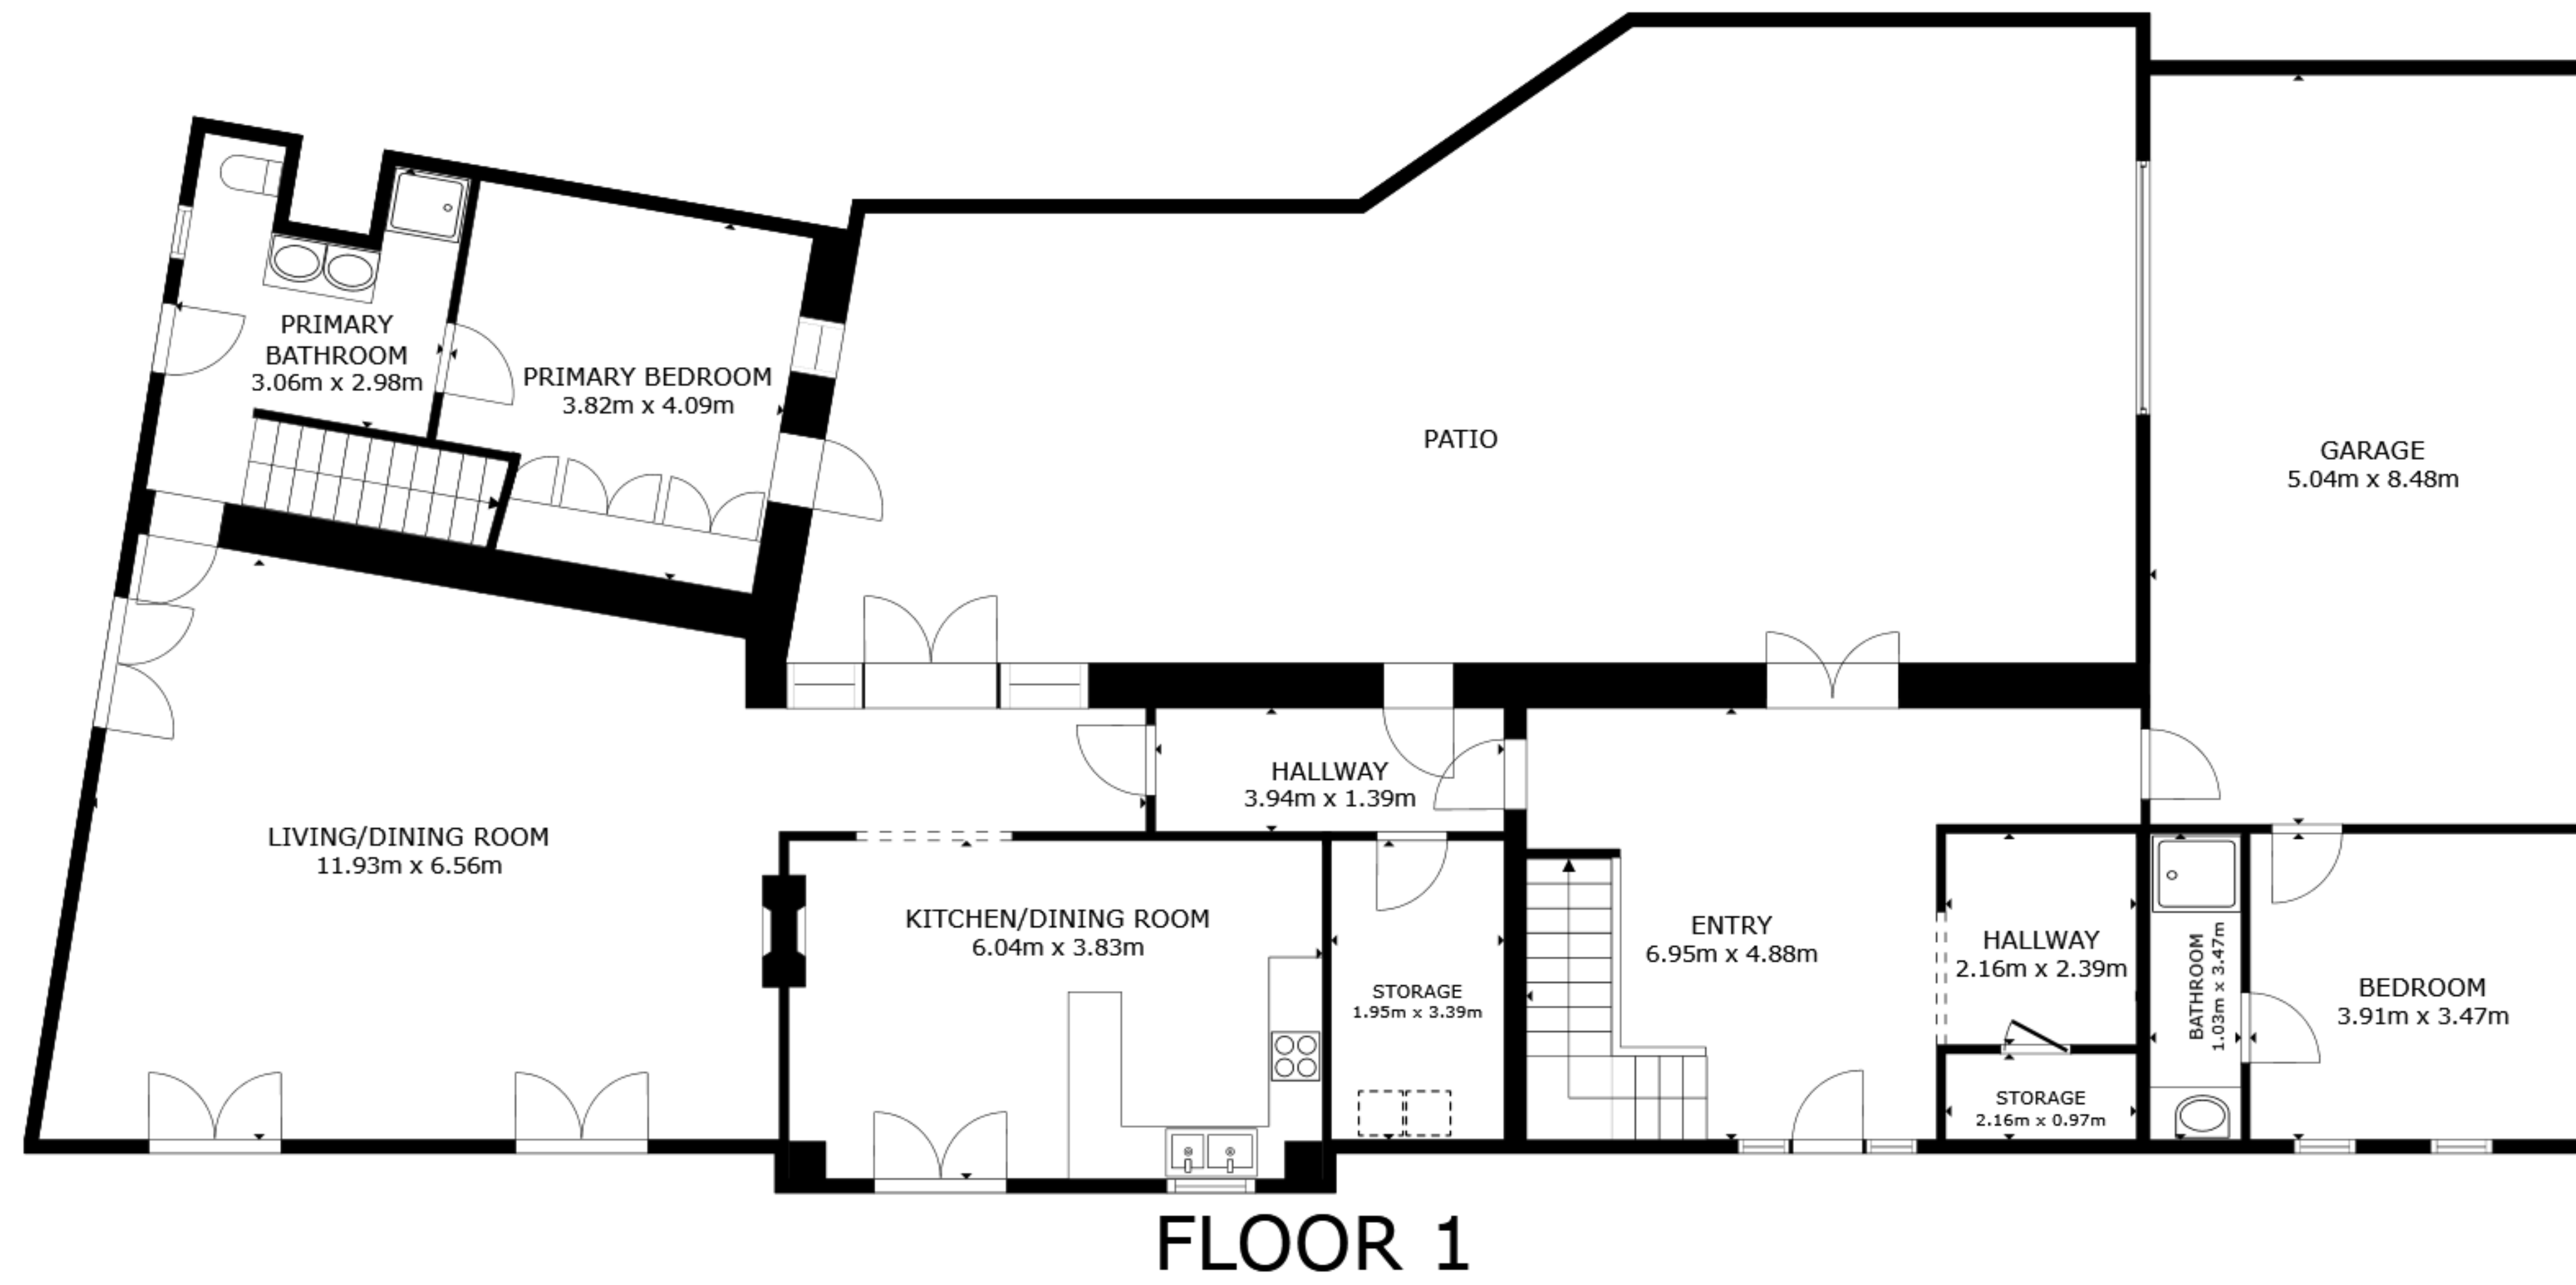 PRIMARY
BATHROOM
3.06m x 2.98m
PRIMARY BEDROOM
3.82m x 4.09m
PATIO
GARAGE
5.04m x 8.48m
LIVING/DINING ROOM
11.93m x 6.56m
HALLWAY
3.94m x 1.39m
KITCHEN/DINING ROOM
6.04m x 3.83m
STORAGE
1.95m x 3.39m
ENTRY
6.95m x 4.88m
HALLWAY
2.16m x 2.39m
STORAGE
2.16m x 0.97m
BATHROOM
1.03m x 3.47m
BEDROOM
3.91m x 3.47m
FLOOR 1